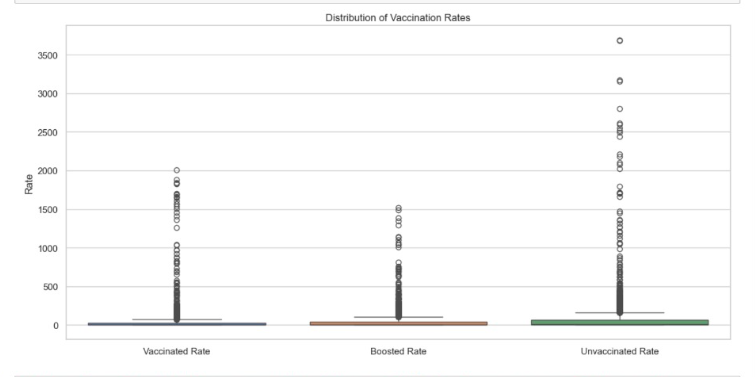 Distribution of Vaccination Rates
3500
3000
2500
2000
1500
1000
500
0
Rate
Vaccinated Rate
Boosted Rate
Unvaccinated Rate